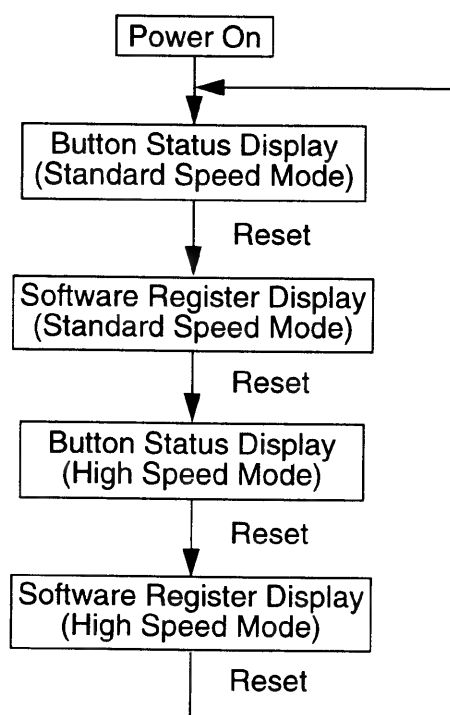 Power On
Button Status Display
(Standard Speed Mode)
Reset
Software Register Display
(Standard Speed Mode)
Reset
Button Status Display
(High Speed Mode)
Reset
Software Register Display
(High Speed Mode)
Reset